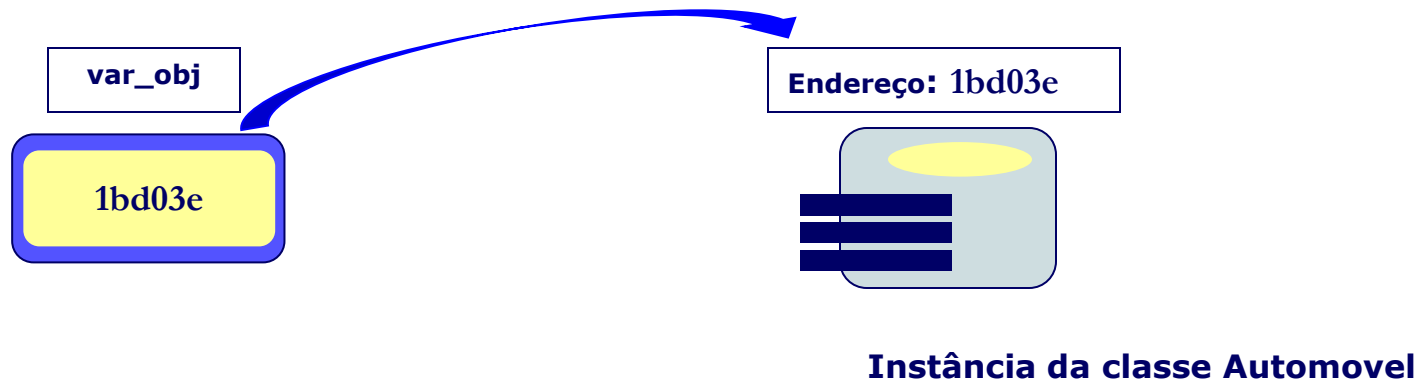 var_obj
Endereço: 1bd03e
1bd03e
Instância da classe Automovel